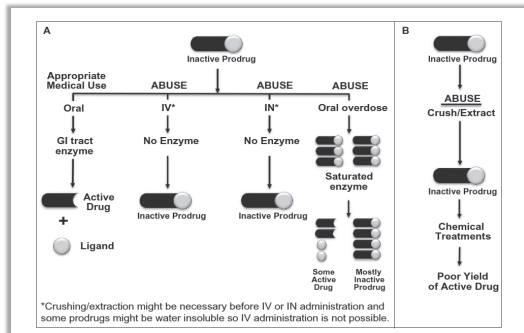 A
Inactive Prodrug
Appropriate
Medical Use
ABUSE
ABUSE
ABUSE
Oral
IV*
IN*
Oral overdose
GI tract
enzyme
No Enzyme
No Enzyme
Saturated
enzyme
Active
Drug
+
Ligand
Inactive Prodrug
Inactive Prodrug
Some
Active
Drug
Mostly
Inactive
Prodrug
*Crushing/extraction might be necessary before IV or IN administration and
some prodrugs might be water insoluble so IV administration is not possible.
B
Inactive Prodrug
ABUSE
Crush/Extract
Inactive Prodrug
Chemical
Treatments
Poor Yield
of Active Drug